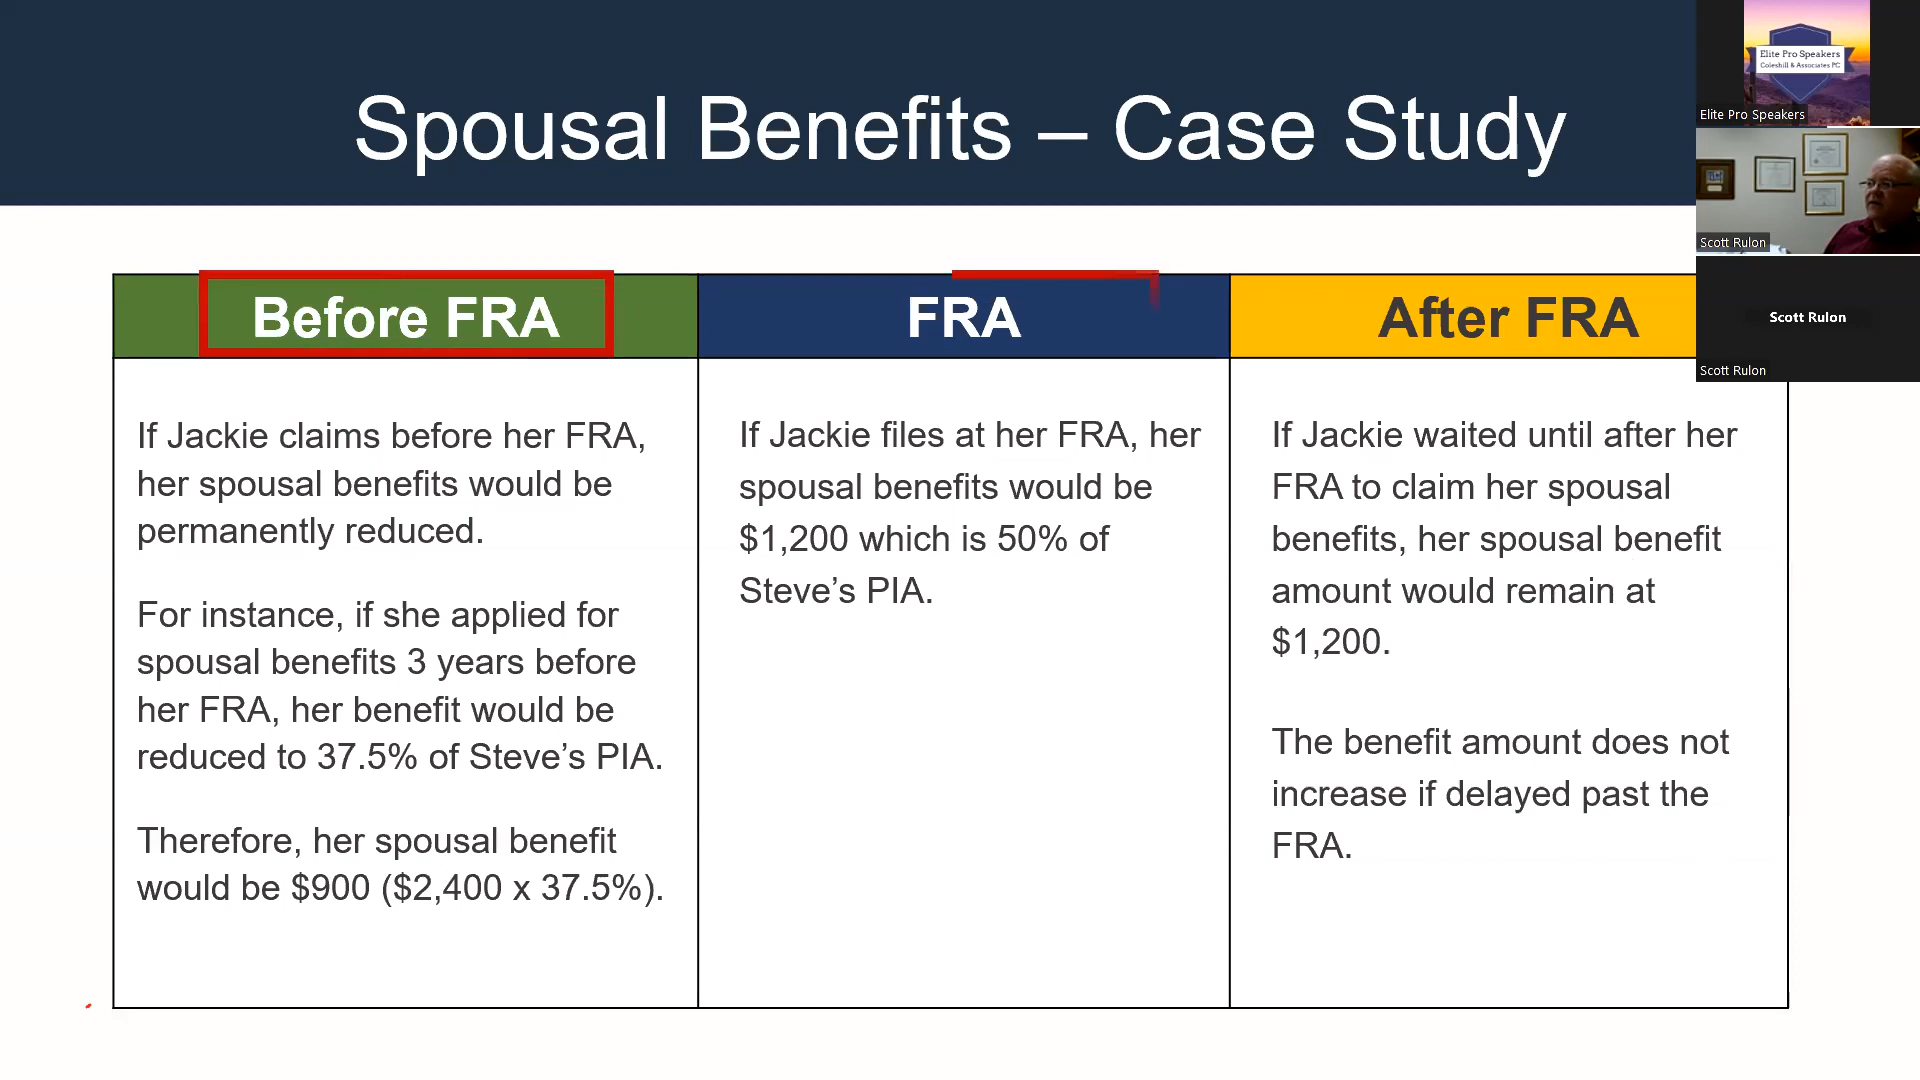 Spousal Benefits – Case Study
Elite Pro Speakers
Coleshill & Associates PC
Elite Pro Speakers
Scott Rulon
Scott Rulon
Scott Rulon
Before FRA
If Jackie claims before her FRA,
her spousal benefits would be
permanently reduced.
For instance, if she applied for
spousal benefits 3 years before
her FRA, her benefit would be
reduced to 37.5% of Steve’s PIA.
Therefore, her spousal benefit
would be $900 ($2,400 x 37.5%).
FRA
If Jackie files at her FRA, her
spousal benefits would be
$1,200 which is 50% of
Steve’s PIA.
After FRA
If Jackie waited until after her
FRA to claim her spousal
benefits, her spousal benefit
amount would remain at
$1,200.
The benefit amount does not
increase if delayed past the
FRA.